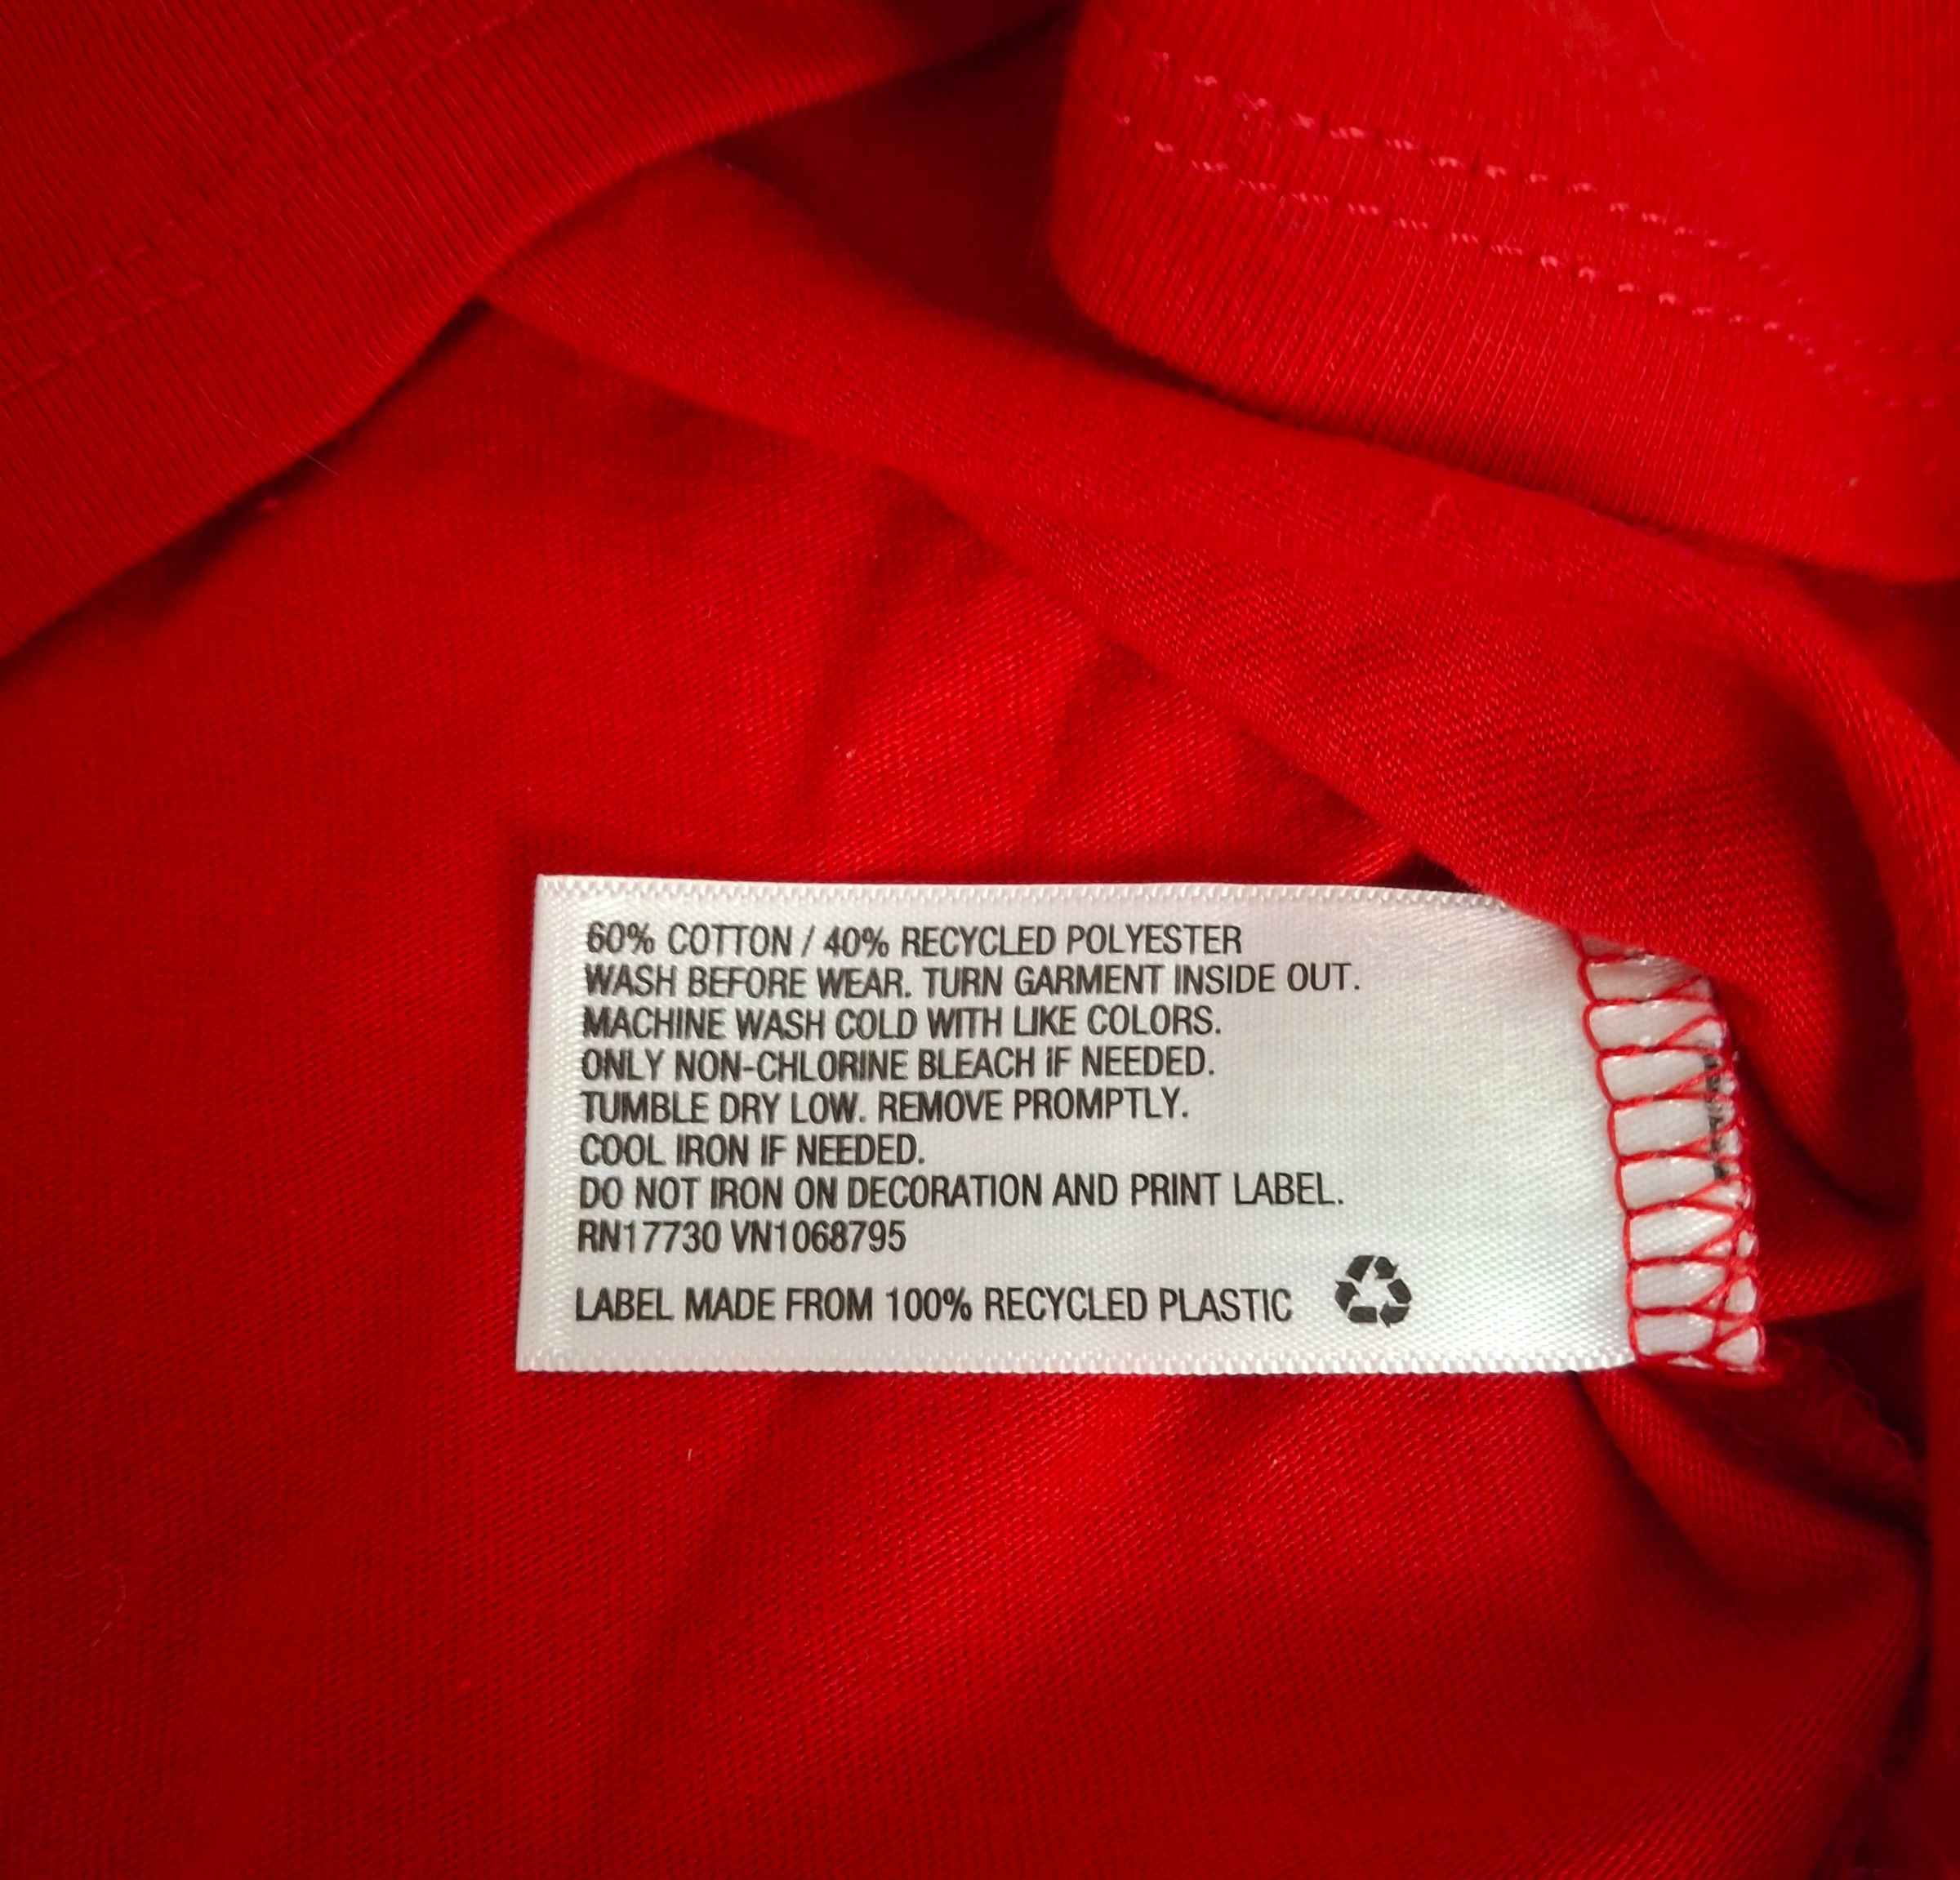 60% COTTON / 40% RECYCLED POLYESTER
WASH BEFORE WEAR. TURN GARMENT INSIDE OUT.
MACHINE WASH COLD WITH LIKE COLORS.
ONLY NON-CHLORINE BLEACH IF NEEDED.
TUMBLE DRY LOW. REMOVE PROMPTLY.
COOL IRON IF NEEDED.
DO NOT IRON ON DECORATION AND PRINT LABEL.
RN17730 VN1068795
LABEL MADE FROM 100% RECYCLED PLASTIC